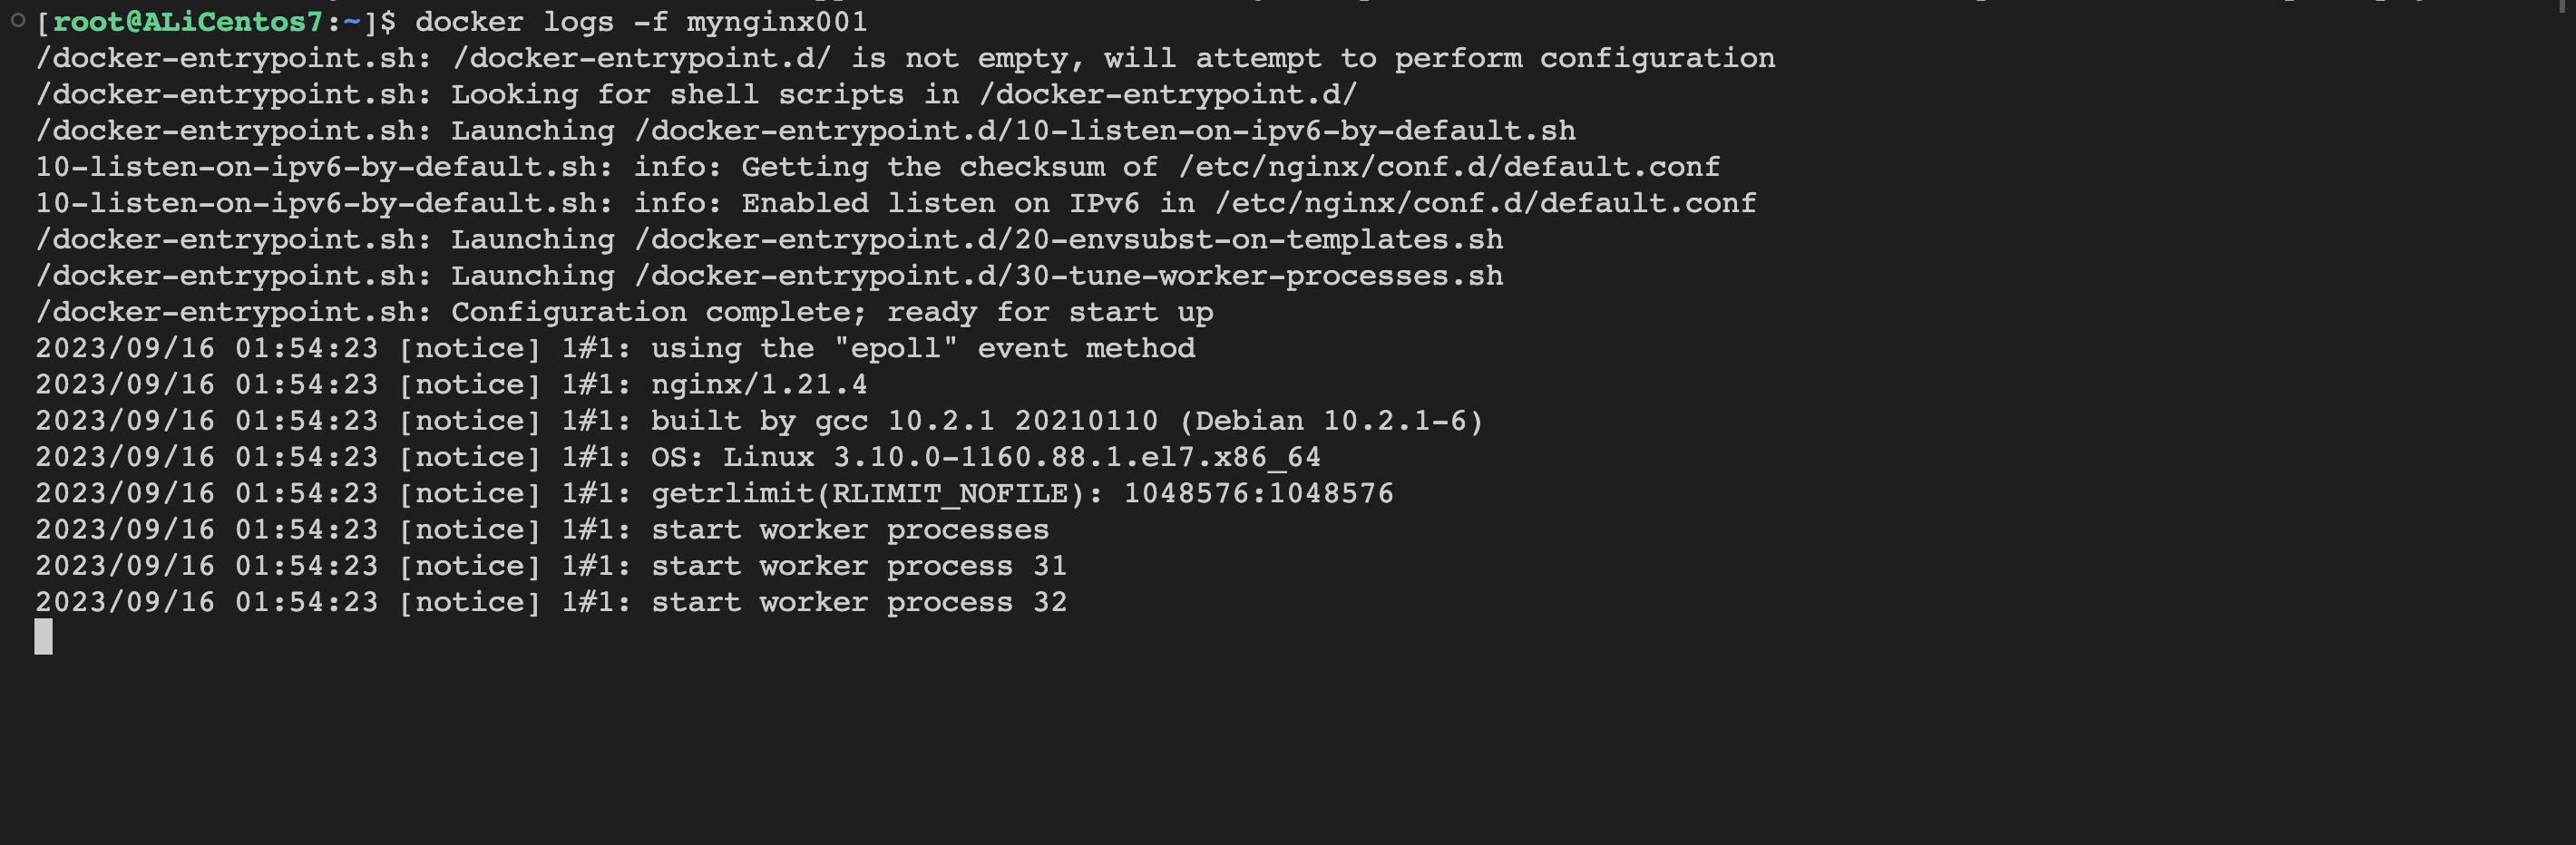 [root@ALiCentos7:~]$ docker logs -f mynginx001
/docker-entrypoint.sh: /docker-entrypoint.d/ is not empty, will attempt to perform configuration
/docker-entrypoint.sh: Looking for shell scripts in /docker-entrypoint.d/
/docker-entrypoint.sh: Launching /docker-entrypoint.d/10-listen-on-ipv6-by-default.sh
10-listen-on-ipv6-by-default.sh: info: Getting the checksum of /etc/nginx/conf.d/default.conf
10-listen-on-ipv6-by-default.sh: info: Enabled listen on IPv6 in /etc/nginx/conf.d/default.conf
/docker-entrypoint.sh: Launching /docker-entrypoint.d/20-envsubst-on-templates.sh
/docker-entrypoint.sh: Launching /docker-entrypoint.d/30-tune-worker-processes.sh
/docker-entrypoint.sh: Configuration complete; ready for start up
2023/09/16 01:54:23 [notice] 1#1: using the "epoll" event method
2023/09/16 01:54:23 [notice] 1#1: nginx/1.21.4
2023/09/16 01:54:23 [notice] 1#1: built by gcc 10.2.1 20210110 (Debian 10.2.1-6)
2023/09/16 01:54:23 [notice] 1#1: OS: Linux 3.10.0-1160.88.1.el7.x86_64
2023/09/16 01:54:23 [notice] 1#1: getrlimit(RLIMIT_NOFILE): 1048576:1048576
2023/09/16 01:54:23 [notice] 1#1: start worker processes
2023/09/16 01:54:23 [notice] 1#1: start worker process 31
2023/09/16 01:54:23 [notice] 1#1: start worker process 32